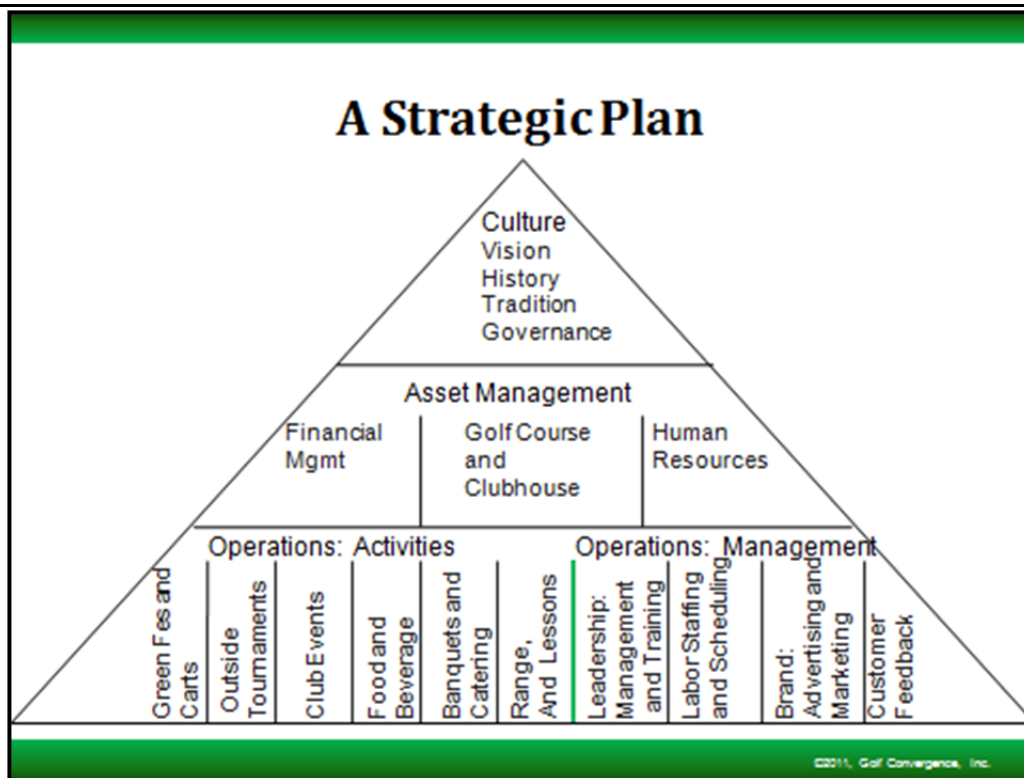 A Strategic Plan
Culture
Vision
History
Tradition
Governance
Asset Management
Financial
Mgmt
Golf Course
and
Clubhouse
Human
Resources
Operations: Activities
Operations: Management
Green Fes and
Carts
Outside
Tournaments
Club Events
Food and
Beverage
Banquets and
Catering
Range,
And Lessons
Leadership:
Management
and Training
Labor Staffing
and Scheduling
Brand:
Advertising and
Marketing
Customer
Feedback
©2011, Golf Convergence, Inc.